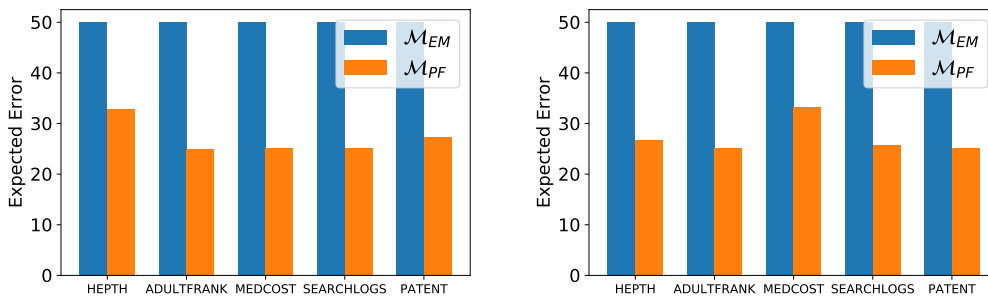 Expected Error
50
40
30
20
10
0
ℳ_EM
ℳ_PF
HEPTH ADULTFRANK MEDCOST SEARCHLOGS PATENT
Expected Error
50
40
30
20
10
0
ℳ_EM
ℳ_PF
HEPTH ADULTFRANK MEDCOST SEARCHLOGS PATENT